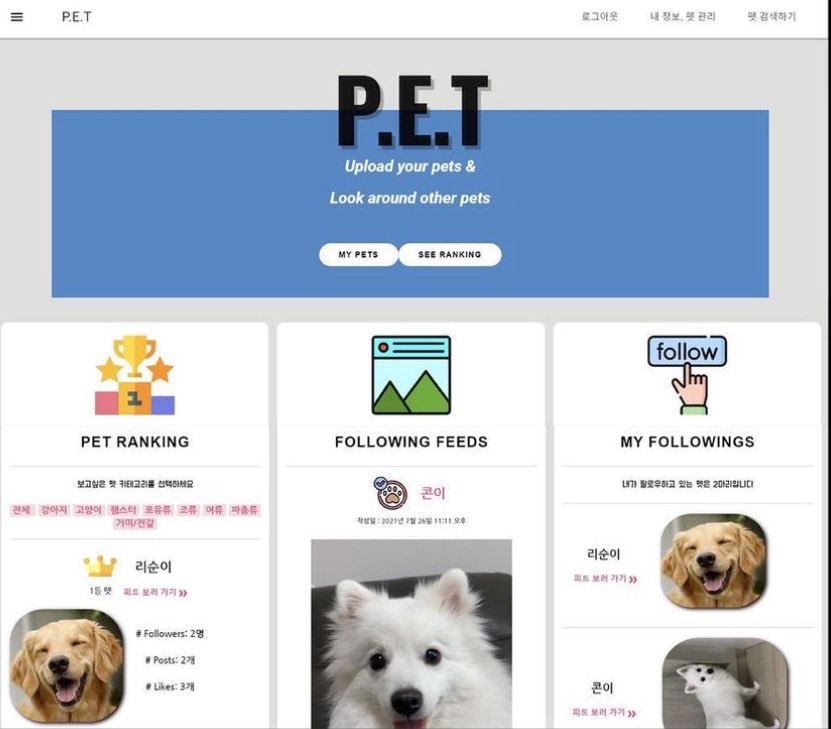 P.E.T
로그아웃
내 정보, 펫 관리
펫 검색하기
P.E.T
Upload your pets &
Look around other pets
MY PETS
SEE RANKING
1
PET RANKING
보고싶은 펫 카테고리를 선택하세요
전체 강아지 고양이 햄스터 포유류 조류 어류 파충류
거미/전갈
리순이
1등 펫
피드 보러 가기 »
# Followers: 2명
# Posts: 2개
# Likes: 3개
FOLLOWING FEEDS
콘이
작성일 : 2021년 7월 26일 11:11 오후
follow
MY FOLLOWINGS
내가 팔로우하고 있는 펫은 2마리입니다
리순이
피드 보러 가기 »
콘이
피드 보러 가기 »